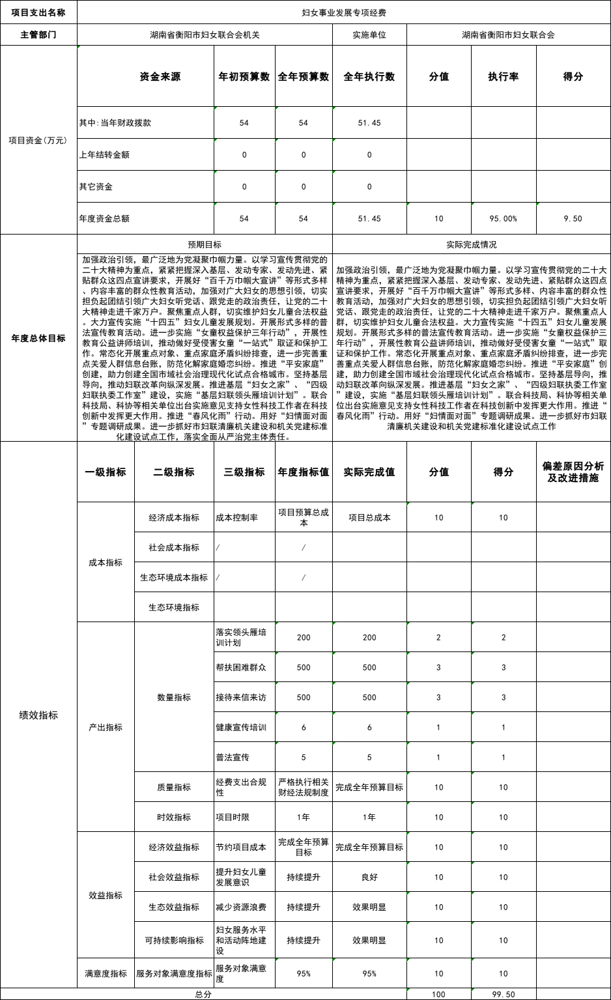 项目支出名称 妇女事业发展专项经费
主管部门 湖南省衡阳市妇女联合会机关 实施单位 湖南省衡阳市妇女联合会
项目资金(万元)
资金来源 年初预算数 全年预算数 全年执行数 分值 执行率 得分
其中:当年财政拨款 54 54 51.45
上年结转金额 0 0 0
其它资金 0 0 0
年度资金总额 54 54 51.45 10 95.00% 9.50
年度总体目标
预期目标
加强政治引领，最广泛地为党凝聚巾帼力量。以学习宣传贯彻党的
二十大精神为重点，紧紧把握深入基层、发动专家、发动先进、紧
贴群众这四点宣讲要求，开展好“百千万巾帼大宣讲”等形式多样
、内容丰富的群众性教育活动，加强对广大妇女的思想引领，切实
担负起团结引领广大妇女听党话、跟党走的政治责任，让党的二十
大精神走进千家万户。聚焦重点人群，切实维护妇女儿童合法权益
。大力宣传实施“十四五”妇女儿童发展规划。开展形式多样的普
法宣传教育活动。进一步实施“女童权益保护三年行动”，开展性
教育公益讲师培训，推动做好受侵害女童“一站式”取证和保护工
作。常态化开展重点对象、重点家庭矛盾纠纷排查，进一步完善重
点关爱人群信息台账，防范化解家庭婚恋纠纷。推进“平安家庭”
创建，助力创建全国市域社会治理现代化试点合格城市。坚持基层
导向，推动妇联改革向纵深发展。推进基层“妇女之家”、“四级
妇联执委工作室”建设，实施“基层妇联领头雁培训计划”。联合
科技局、科协等相关单位出台实施意见支持女性科技工作者在科技
创新中发挥更大作用。推进“春风化雨”行动。用好“妇情面对面
”专题调研成果。进一步抓好市妇联清廉机关建设和机关党建标准
化建设试点工作，落实全面从严治党主体责任。
实际完成情况
加强政治引领，最广泛地为党凝聚巾帼力量。以学习宣传贯彻党的二十大
精神为重点，紧紧把握深入基层、发动专家、发动先进、紧贴群众这四点
宣讲要求，开展好“百千万巾帼大宣讲”等形式多样、内容丰富的群众性
教育活动，加强对广大妇女的思想引领，切实担负起团结引领广大妇女听
党话、跟党走的政治责任，让党的二十大精神走进千家万户。聚焦重点人
群，切实维护妇女儿童合法权益。大力宣传实施“十四五”妇女儿童发展
规划。开展形式多样的普法宣传教育活动。进一步实施“女童权益保护三
年行动”，开展性教育公益讲师培训，推动做好受侵害女童“一站式”取
证和保护工作。常态化开展重点对象、重点家庭矛盾纠纷排查，进一步完
善重点关爱人群信息台账，防范化解家庭婚恋纠纷。推进“平安家庭”创
建，助力创建全国市域社会治理现代化试点合格城市。坚持基层导向，推
动妇联改革向纵深发展。推进基层“妇女之家”、“四级妇联执委工作室
”建设，实施“基层妇联领头雁培训计划”。联合科技局、科协等相关单
位出台实施意见支持女性科技工作者在科技创新中发挥更大作用。推进“
春风化雨”行动。用好“妇情面对面”专题调研成果。进一步抓好市妇联
清廉机关建设和机关党建标准化建设试点工作
绩效指标
一级指标 二级指标 三级指标 年度指标值 实际完成值 分值 得分 偏差原因分析
及改进措施
成本指标
经济成本指标 成本控制率 项目预算总成
本 项目总成本 10 10
社会成本指标 / /
生态环境成本指标 / /
生态环境指标
产出指标
数量指标
落实领头雁培
训计划 200 200 2 2
帮扶困难群众 500 500 3 3
接待来信来访 500 500 3 3
健康宣传培训 6 6 1 1
普法宣传 5 5 1 1
质量指标 经费支出合规
性 严格执行相关
财经法规制度 完成全年预算目标 10 10
时效指标 项目时限 1年 1年 10 10
效益指标
经济效益指标 节约项目成本 完成全年预算
目标 完成全年预算目标 10 10
社会效益指标 提升妇女儿童
发展意识 持续提升 良好 10 10
生态效益指标 减少资源浪费 持续提升 效果明显 10 10
可持续影响指标 妇女服务水平
和活动阵地建
设 持续提升 效果明显 10 10
满意度指标 服务对象满意度指标 服务对象满意
度 95% 95% 10 10
总分 100 99.50